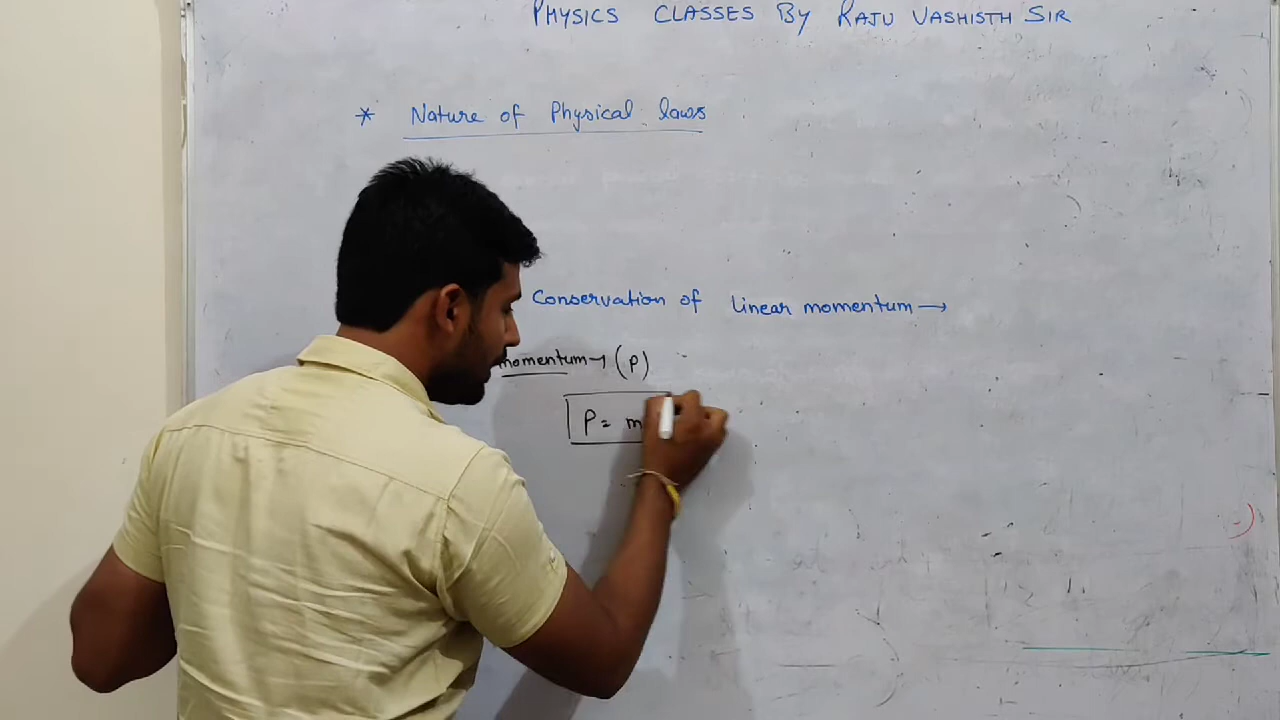 PHYSICS CLASSES BY RAJU VASHISTH SIR
* Nature of Physical laws
Conservation of linear momentum →
momentum → (P)
P = m